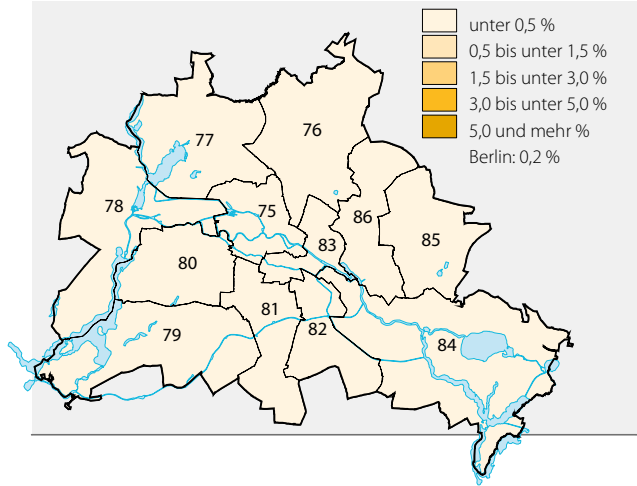 unter 0,5 %
0,5 bis unter 1,5 %
1,5 bis unter 3,0 %
3,0 bis unter 5,0 %
5,0 und mehr %
Berlin: 0,2 %
76
77
78
75
86
83
85
80
81
79
82
84